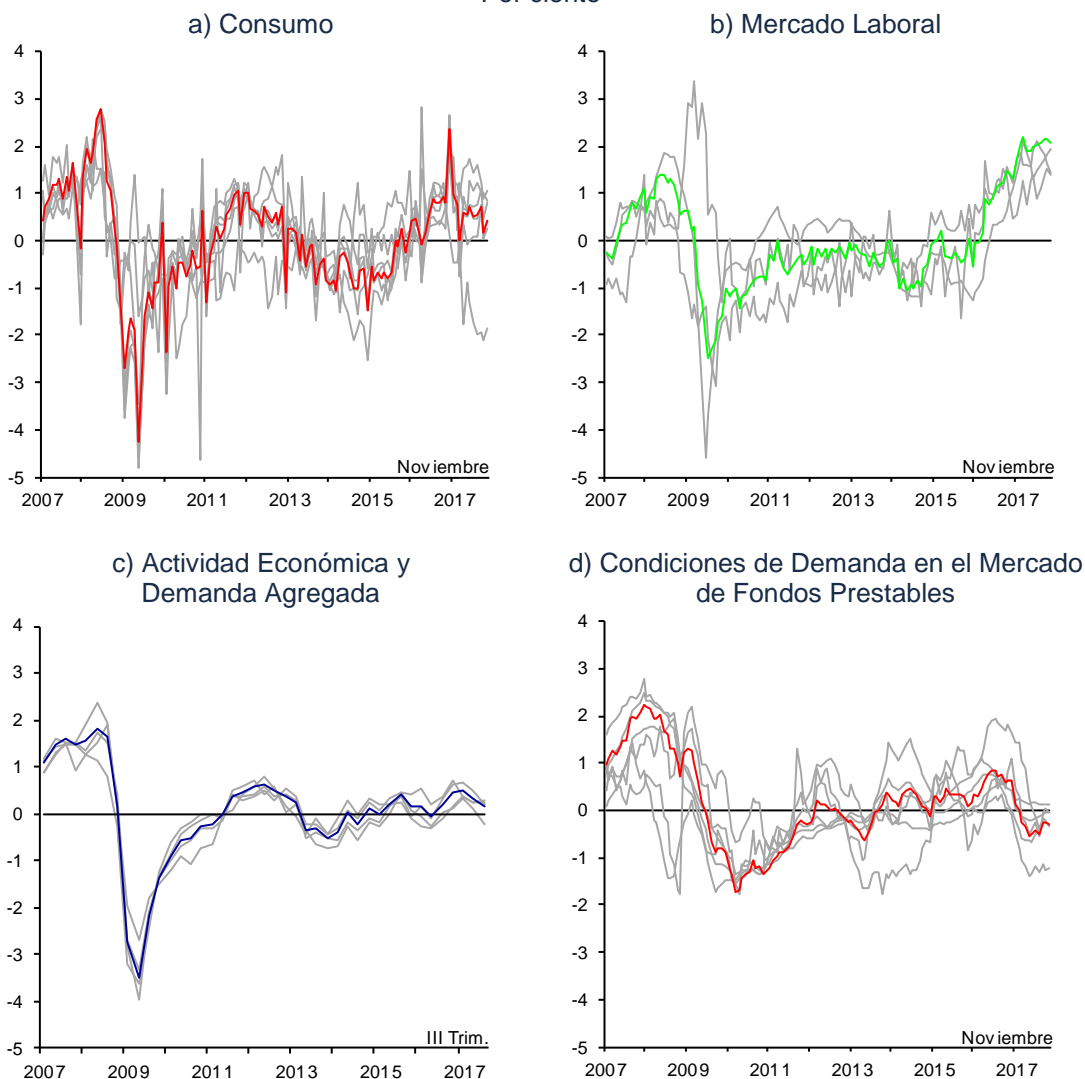 Por ciento
a) Consumo
4
3
2
1
0
-1
-2
-3
-4
-5
Noviembre
2007 2009 2011 2013 2015 2017
b) Mercado Laboral
4
3
2
1
0
-1
-2
-3
-4
-5
Noviembre
2007 2009 2011 2013 2015 2017
c) Actividad Económica y
Demanda Agregada
4
3
2
1
0
-1
-2
-3
-4
-5
III Trim.
2007 2009 2011 2013 2015 2017
d) Condiciones de Demanda en el Mercado
de Fondos Prestables
4
3
2
1
0
-1
-2
-3
-4
-5
Noviembre
2007 2009 2011 2013 2015 2017